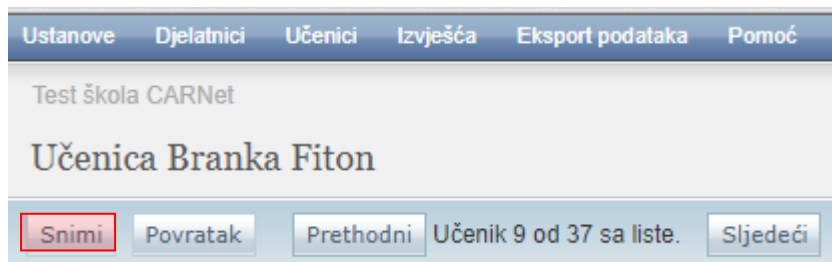 Ustanove Djelatnici Učenici Izvješća Eksport podataka Pomoć
Test škola CARNet
Učenica Branka Fiton
Snimi Povratak Prethodni Učenik 9 od 37 sa liste. Sljedeći